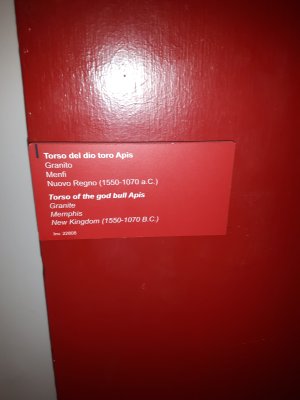 Torso del dio toro Apis
Granito
Menfi
Nuovo Regno (1550-1070 a.C.)
Torso of the god bull Apis
Granite
Memphis
New Kingdom (1550-1070 B.C.)
Inv. 22808